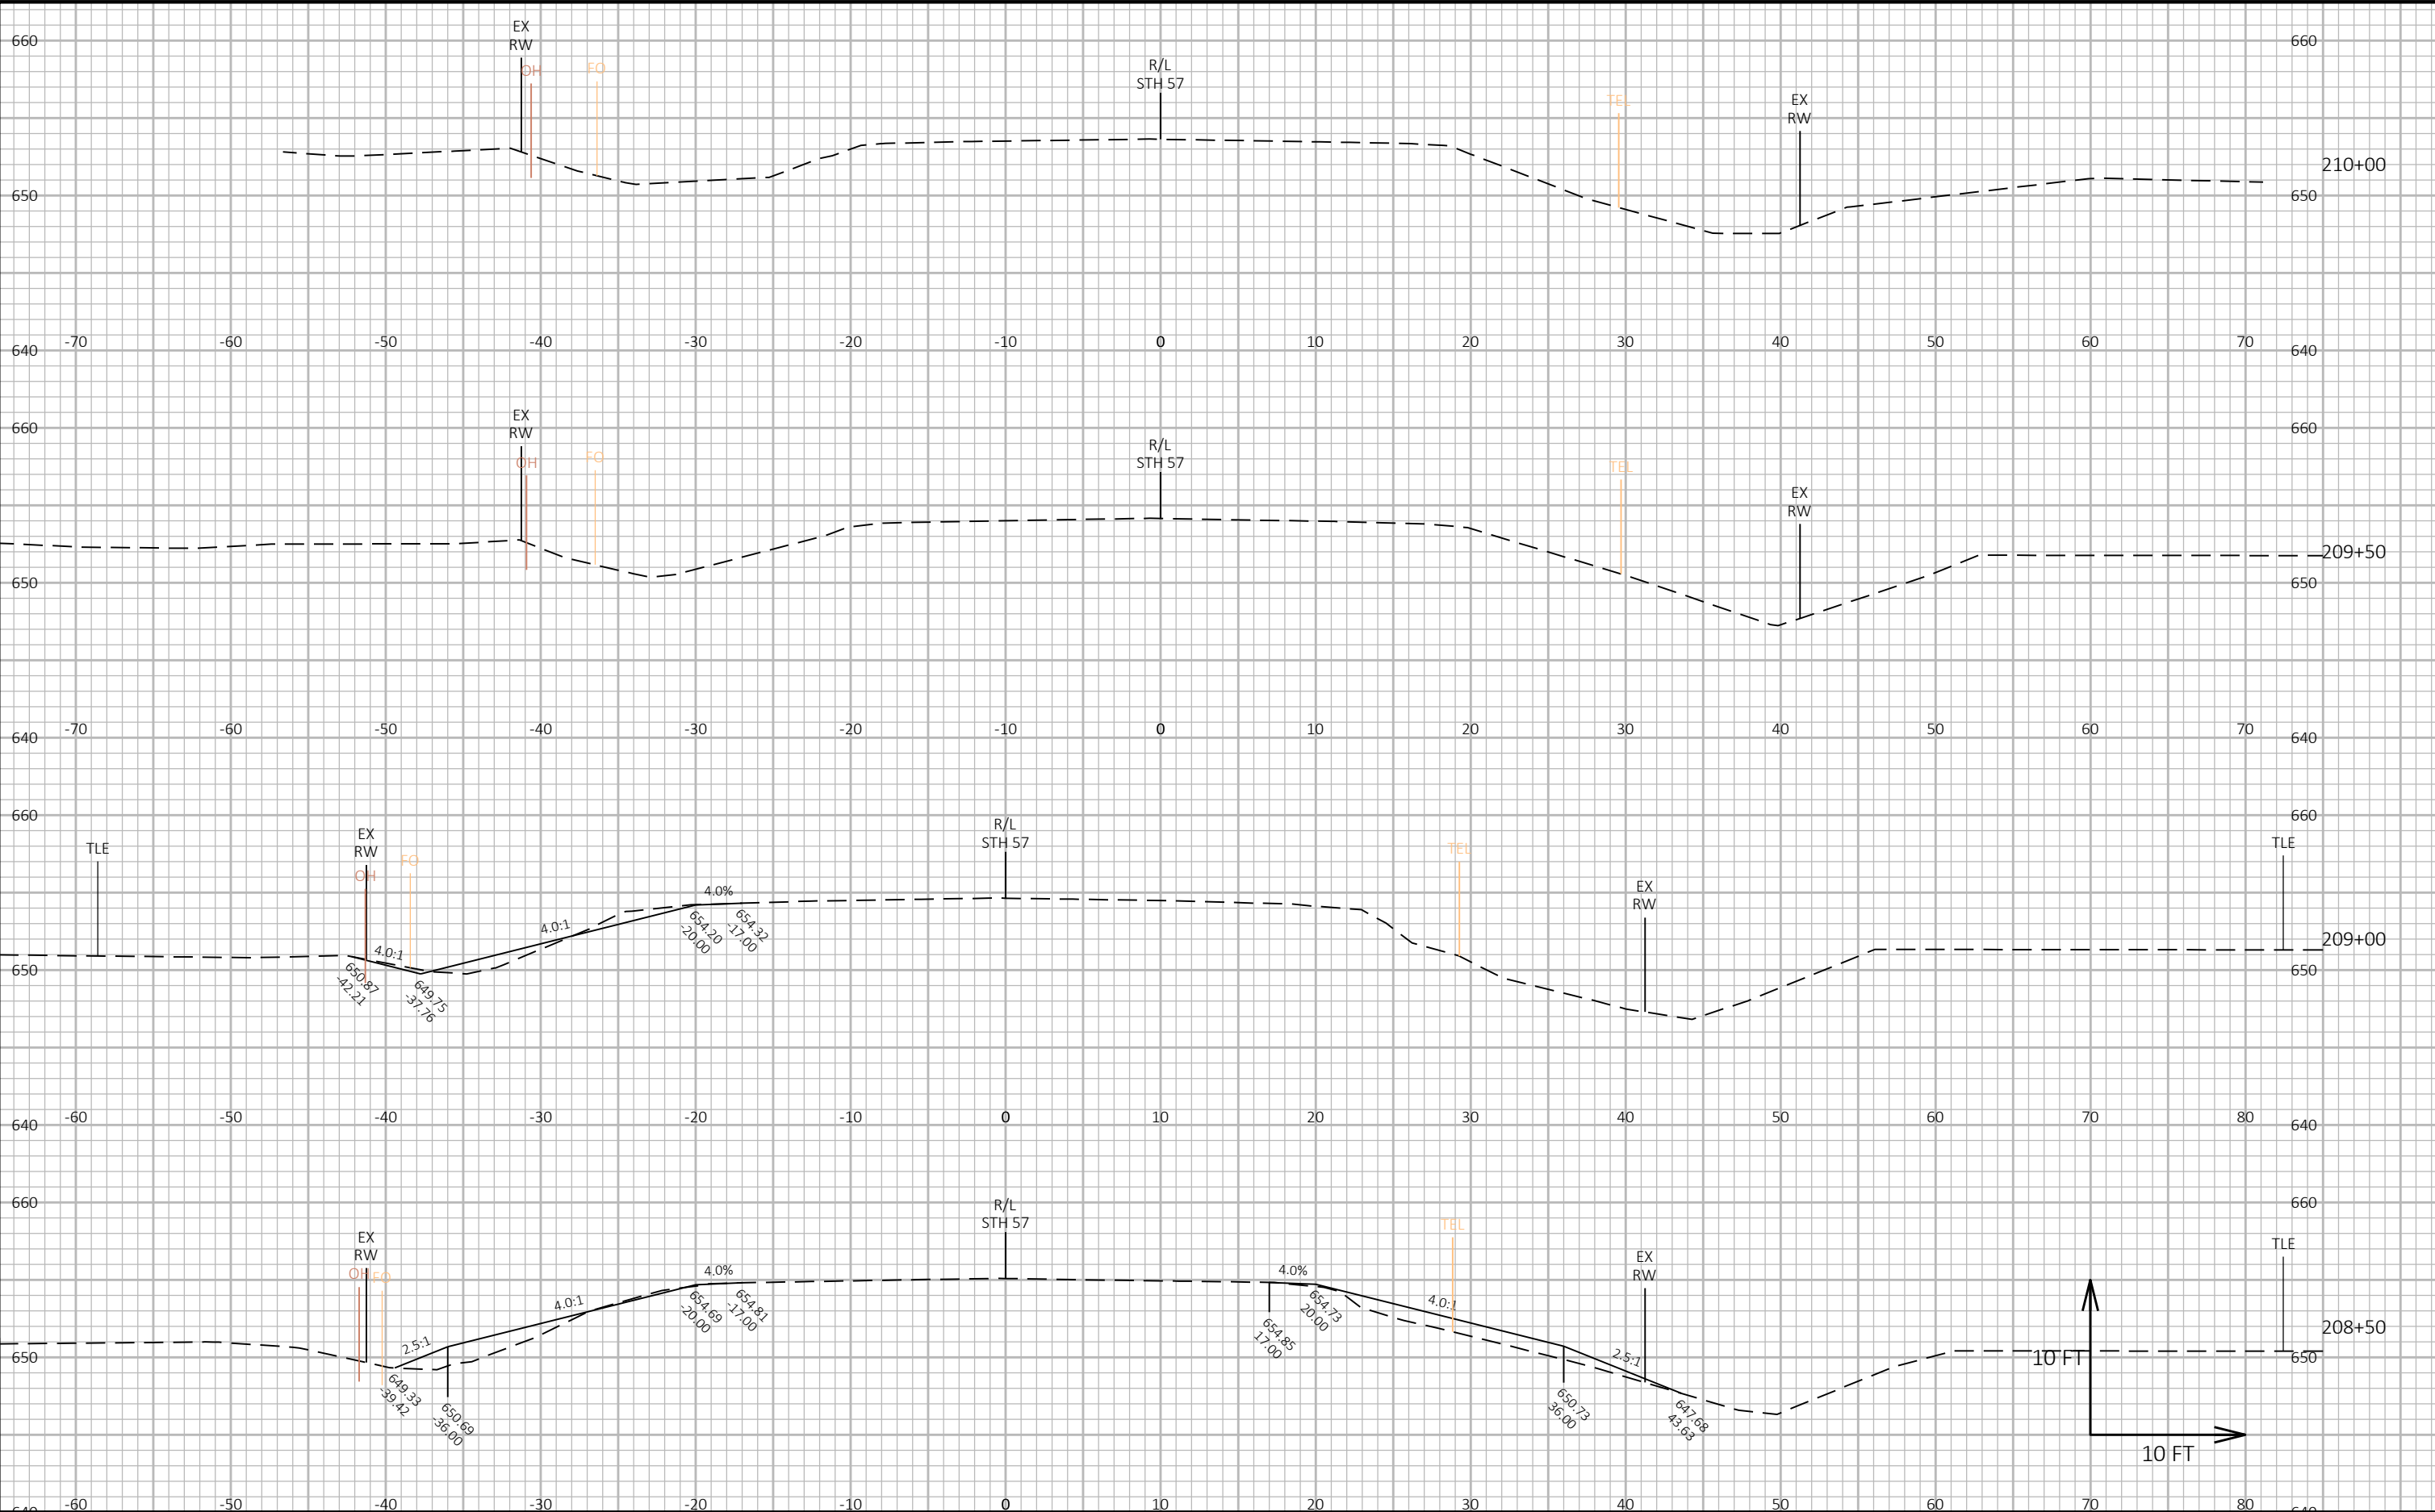 EX
RW
OH
FO
R/L
STH 57
TEL
EX
RW
660
660
650
650
210+00
640
-70
-60
-50
-40
-30
-20
-10
0
10
20
30
40
50
60
70
640
EX
RW
OH
FO
R/L
STH 57
TEL
EX
RW
660
660
650
650
209+50
640
-70
-60
-50
-40
-30
-20
-10
0
10
20
30
40
50
60
70
640
660
660
TLE
EX
RW
OH
FO
R/L
STH 57
TEL
EX
RW
TLE
4.0%
4.0:1
4.0:1
654.20
-20.00
654.32
-17.00
650.87
-42.21
649.75
-37.76
650
650
209+00
640
-60
-50
-40
-30
-20
-10
0
10
20
30
40
50
60
70
80
640
660
660
EX
RW
OH
FO
R/L
STH 57
TEL
EX
RW
TLE
4.0%
4.0%
4.0:1
4.0:1
2.5:1
2.5:1
654.69
-20.00
654.81
-17.00
654.85
17.00
654.73
20.00
649.33
-39.42
650.69
-36.00
650.73
36.00
647.68
43.63
650
650
208+50
10 FT
10 FT
640
-60
-50
-40
-30
-20
-10
0
10
20
30
40
50
60
70
80
640